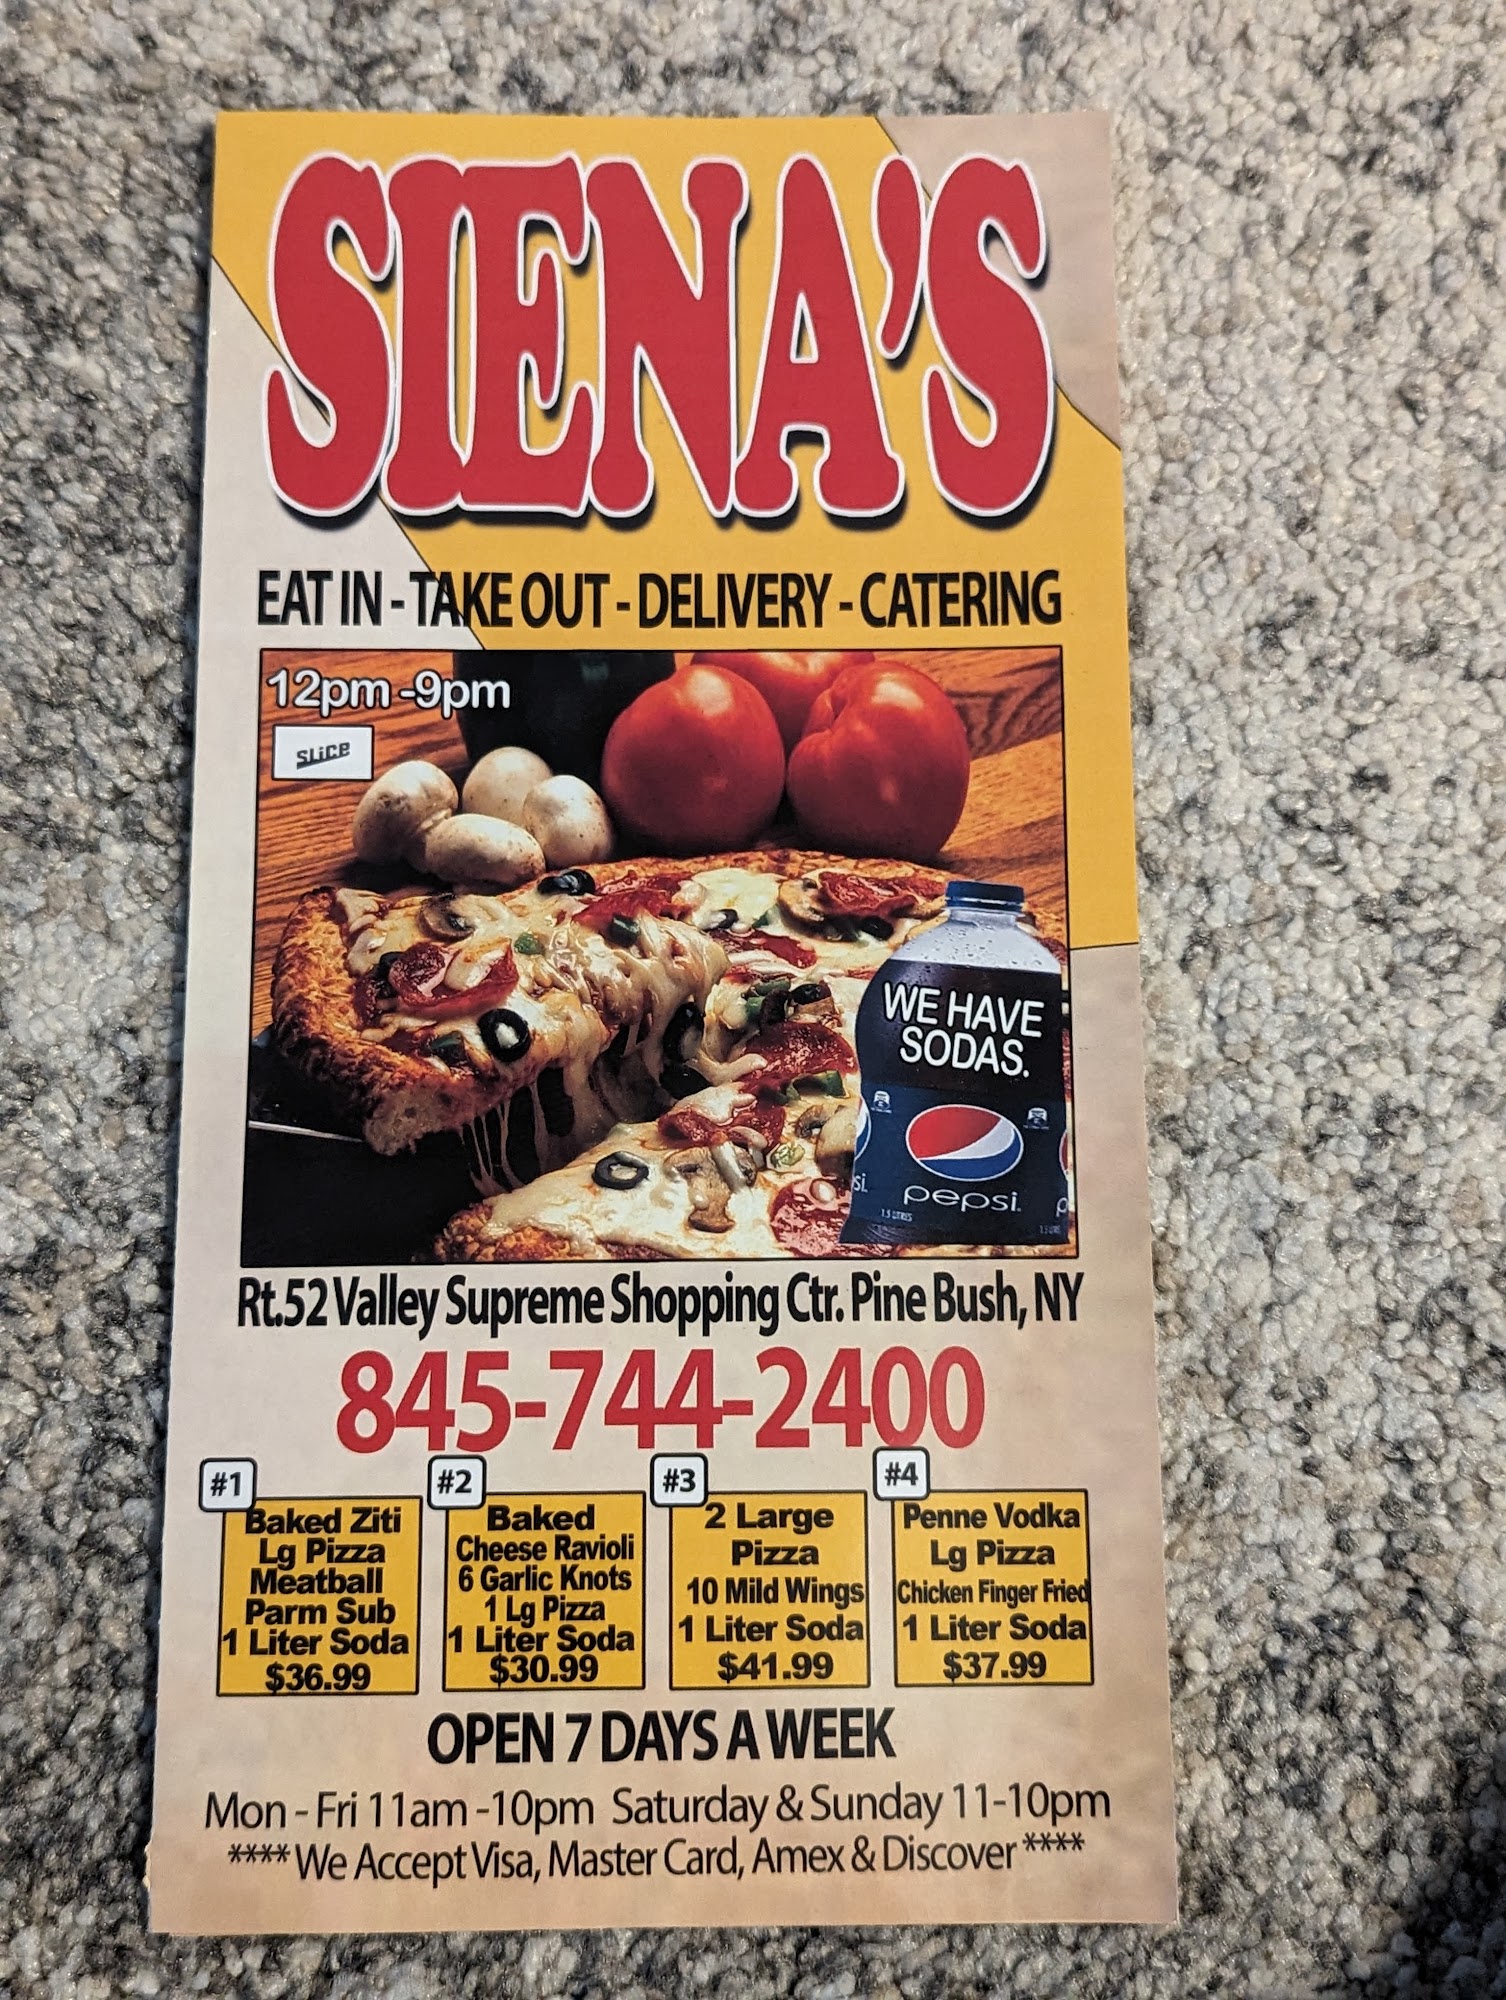 SIENA'S
EAT IN - TAKE OUT - DELIVERY - CATERING
12pm -9pm
SLiCe
WE HAVE
SODAS.
si.
pepsi.
p
1.5 LITRES
Rt.52 Valley Supreme Shopping Ctr. Pine Bush, NY
845-744-2400
#1
Baked Ziti
Lg Pizza
Meatball
Parm Sub
1 Liter Soda
$36.99
#2
Baked
Cheese Ravioli
6 Garlic Knots
1 Lg Pizza
1 Liter Soda
$30.99
#3
2 Large
Pizza
10 Mild Wings
1 Liter Soda
$41.99
#4
Penne Vodka
Lg Pizza
Chicken Finger Fried
1 Liter Soda
$37.99
OPEN 7 DAYS A WEEK
Mon - Fri 11am -10pm Saturday & Sunday 11-10pm
**** We Accept Visa, Master Card, Amex & Discover ****